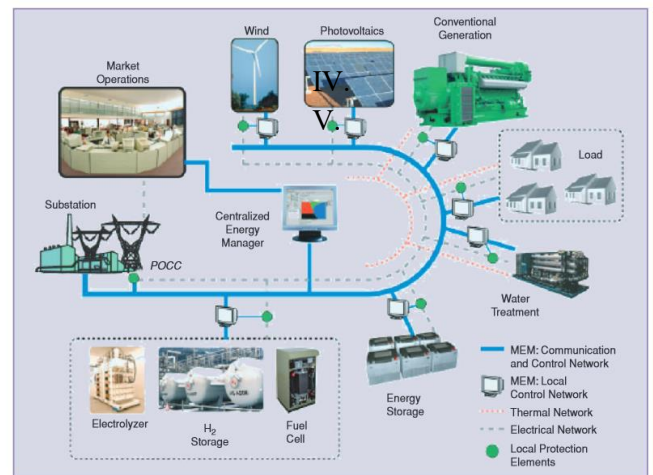 Wind
Photovoltaics
Conventional
Generation
Market
Operations
IV.
V.
Load
Substation
POCC
Centralized
Energy
Manager
Water
Treatment
Electrolyzer
H2
Storage
Fuel
Cell
Energy
Storage
MEM: Communication
and Control Network
MEM: Local
Control Network
Thermal Network
Electrical Network
Local Protection
Elements